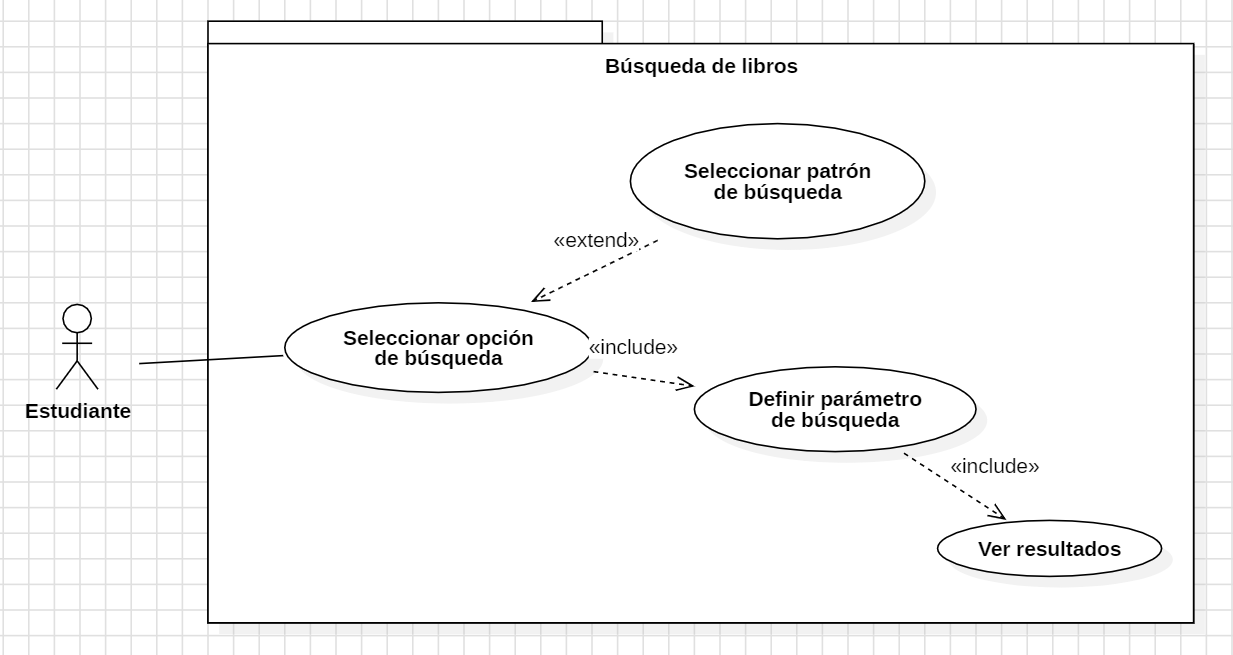 Búsqueda de libros
Seleccionar patrón
de búsqueda
«extend»
Seleccionar opción
de búsqueda
«include»
Definir parámetro
de búsqueda
Estudiante
«include»
Ver resultados